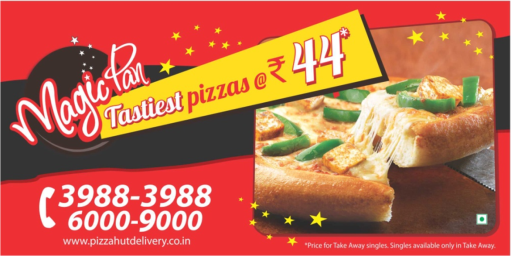 Magic Pan
Tastiest pizzas @ ₹ 44*
3988-3988
6000-9000
www.pizzahutdelivery.co.in
*Price for Take Away singles. Singles available only in Take Away.